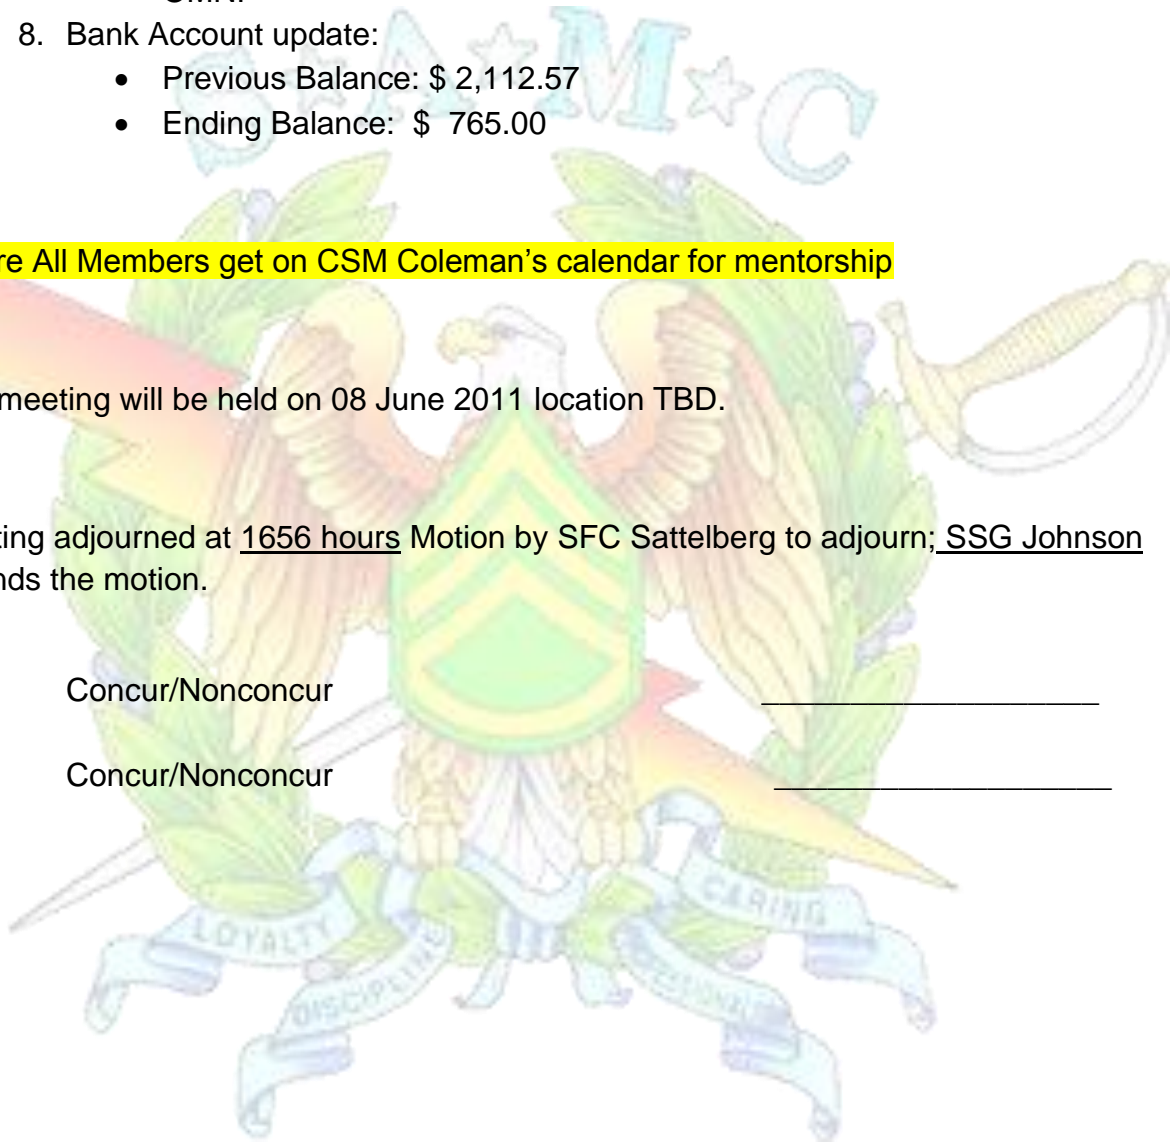 8. Bank Account update:
• Previous Balance: $ 2,112.57
• Ending Balance: $ 765.00
S★A★M★C
re All Members get on CSM Coleman's calendar for mentorship
meeting will be held on 08 June 2011 location TBD.
ting adjourned at 1656 hours Motion by SFC Sattelberg to adjourn; SSG Johnson
nds the motion.
Concur/Nonconcur ___________________
Concur/Nonconcur ___________________
LOYALTY
DISCIPLINE
CARING